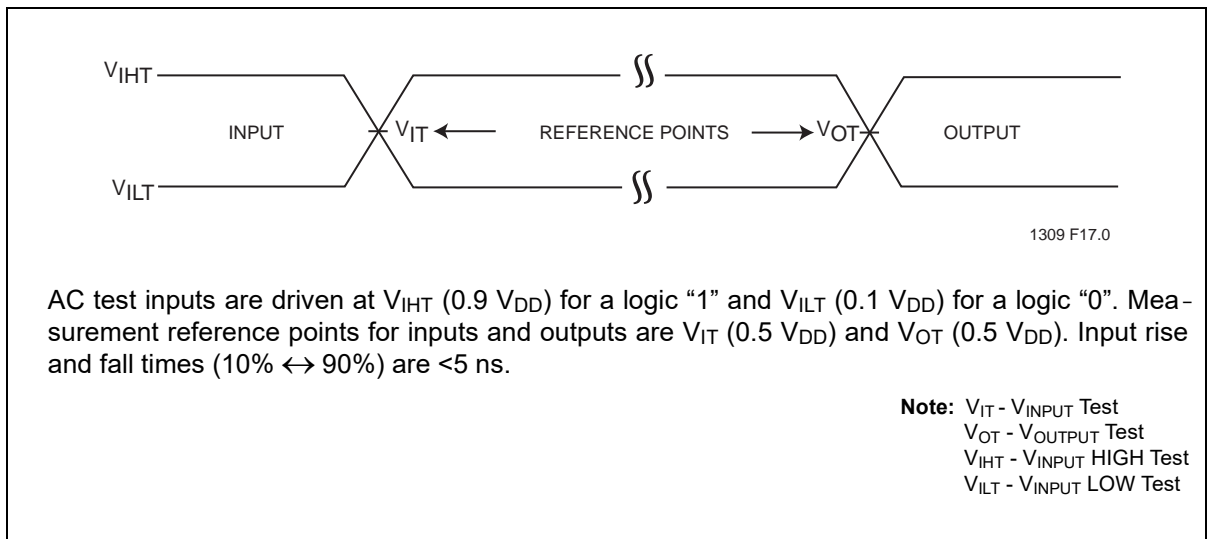 VIHT
INPUT VIT REFERENCE POINTS VOT OUTPUT
VILT
1309 F17.0
AC test inputs are driven at VIHT (0.9 VDD) for a logic “1” and VILT (0.1 VDD) for a logic “0”. Mea-
surement reference points for inputs and outputs are VIT (0.5 VDD) and VOT (0.5 VDD). Input rise
and fall times (10% ↔ 90%) are <5 ns.
Note: VIT - VINPUT Test
VOT - VOUTPUT Test
VIHT - VINPUT HIGH Test
VILT - VINPUT LOW Test